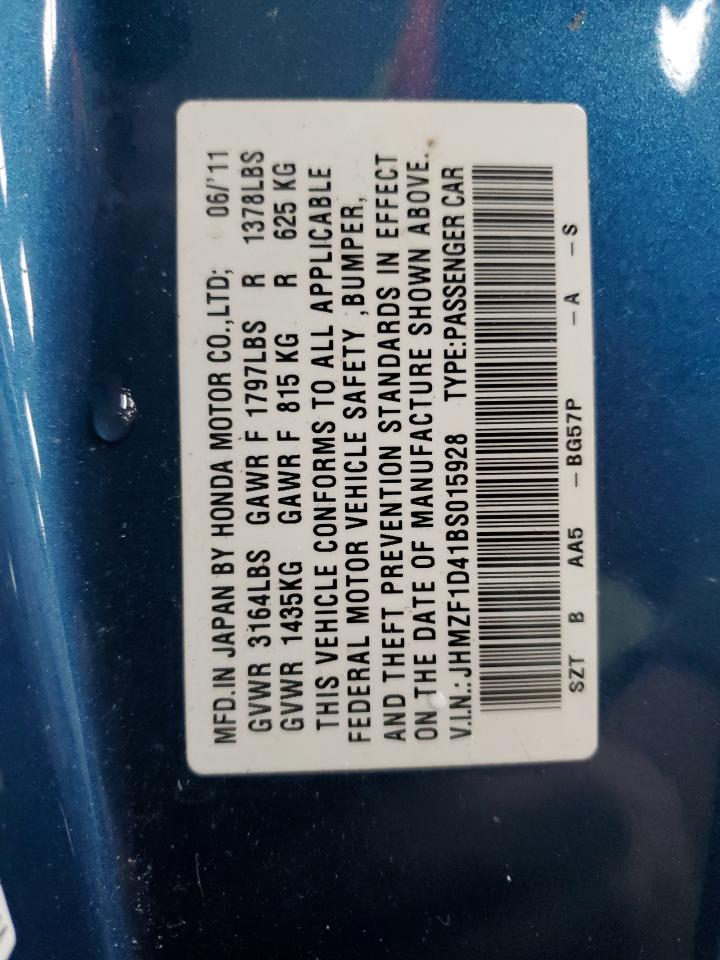 MFD.IN JAPAN BY HONDA MOTOR CO.,LTD; 06/'11
GVWR 3164LBS GAWR F 1797LBS R 1378LBS
GVWR 1435KG GAWR F 815 KG R 625 KG
THIS VEHICLE CONFORMS TO ALL APPLICABLE
FEDERAL MOTOR VEHICLE SAFETY ,BUMPER,
AND THEFT PREVENTION STANDARDS IN EFFECT
ON THE DATE OF MANUFACTURE SHOWN ABOVE.
V.I.N.:JHMZF1D41BS015928 TYPE:PASSENGER CAR
SZT B AA5 -BG57P -A -S